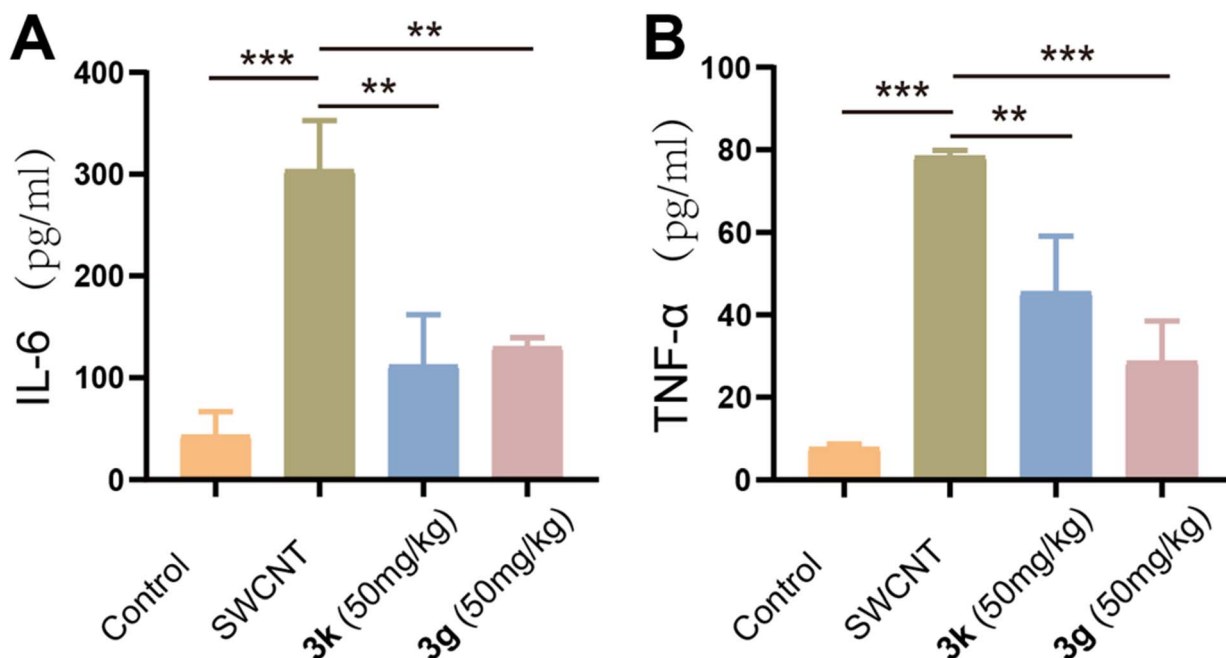 A
IL-6 (pg/ml)
400
300
200
100
0
***
**
**
Control
SWCNT
3k (50mg/kg)
3g (50mg/kg)
B
TNF-α (pg/ml)
100
80
60
40
20
0
***
***
**
Control
SWCNT
3k (50mg/kg)
3g (50mg/kg)